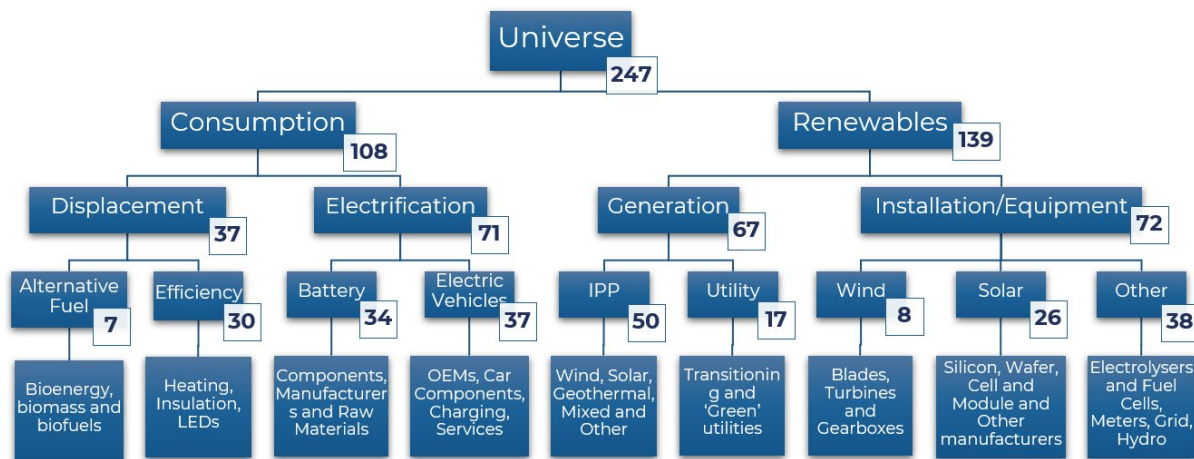 Universe
247
Consumption
108
Renewables
139
Displacement
37
Electrification
71
Generation
67
Installation/Equipment
72
Alternative
Fuel
7
Efficiency
30
Battery
34
Electric
Vehicles
37
IPP
50
Utility
17
Wind
8
Solar
26
Other
38
Bioenergy,
biomass and
biofuels
Heating,
Insulation,
LEDs
Components,
Manufacturer
s and Raw
Materials
OEMs, Car
Components,
Charging,
Services
Wind, Solar,
Geothermal,
Mixed and
Other
Transitionin
g and
‘Green’
utilities
Blades,
Turbines
and
Gearboxes
Silicon, Wafer,
Cell and
Module and
Other
manufacturers
Electrolysers
and Fuel
Cells,
Meters, Grid,
Hydro